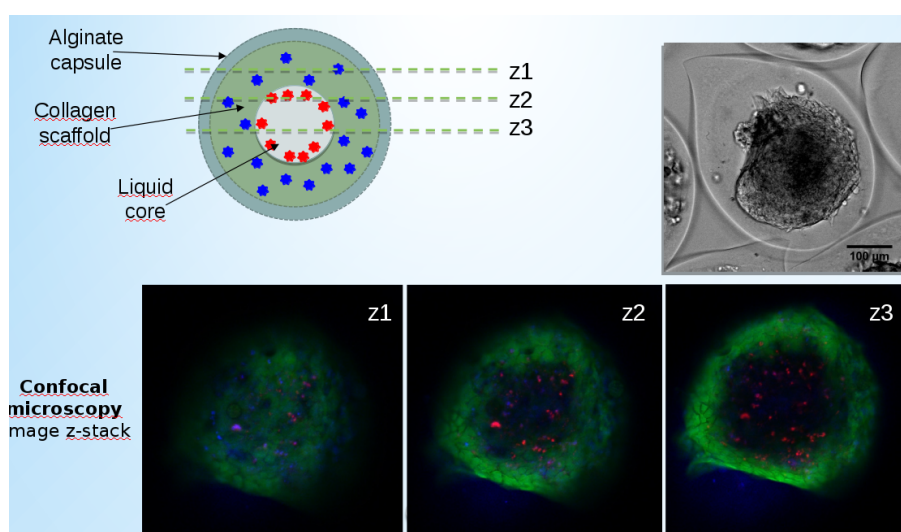 Alginate
capsule
Collagen
scaffold
Liquid
core
z1
z2
z3
100 µm
z1
z2
z3
Confocal
microscopy
mage z-stack